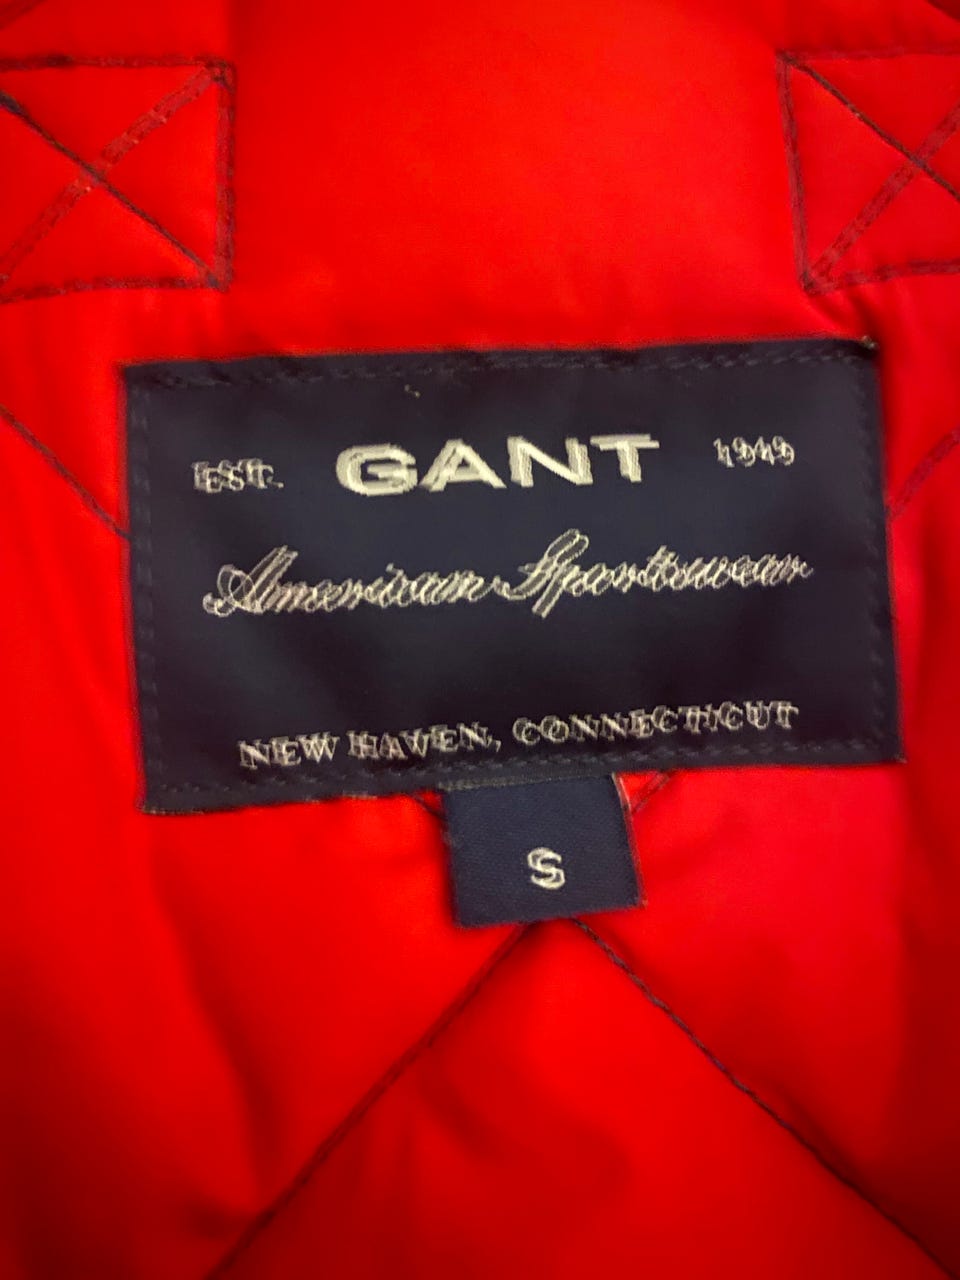 EST. GANT 1949
American Sportswear
NEW HAVEN, CONNECTICUT
S